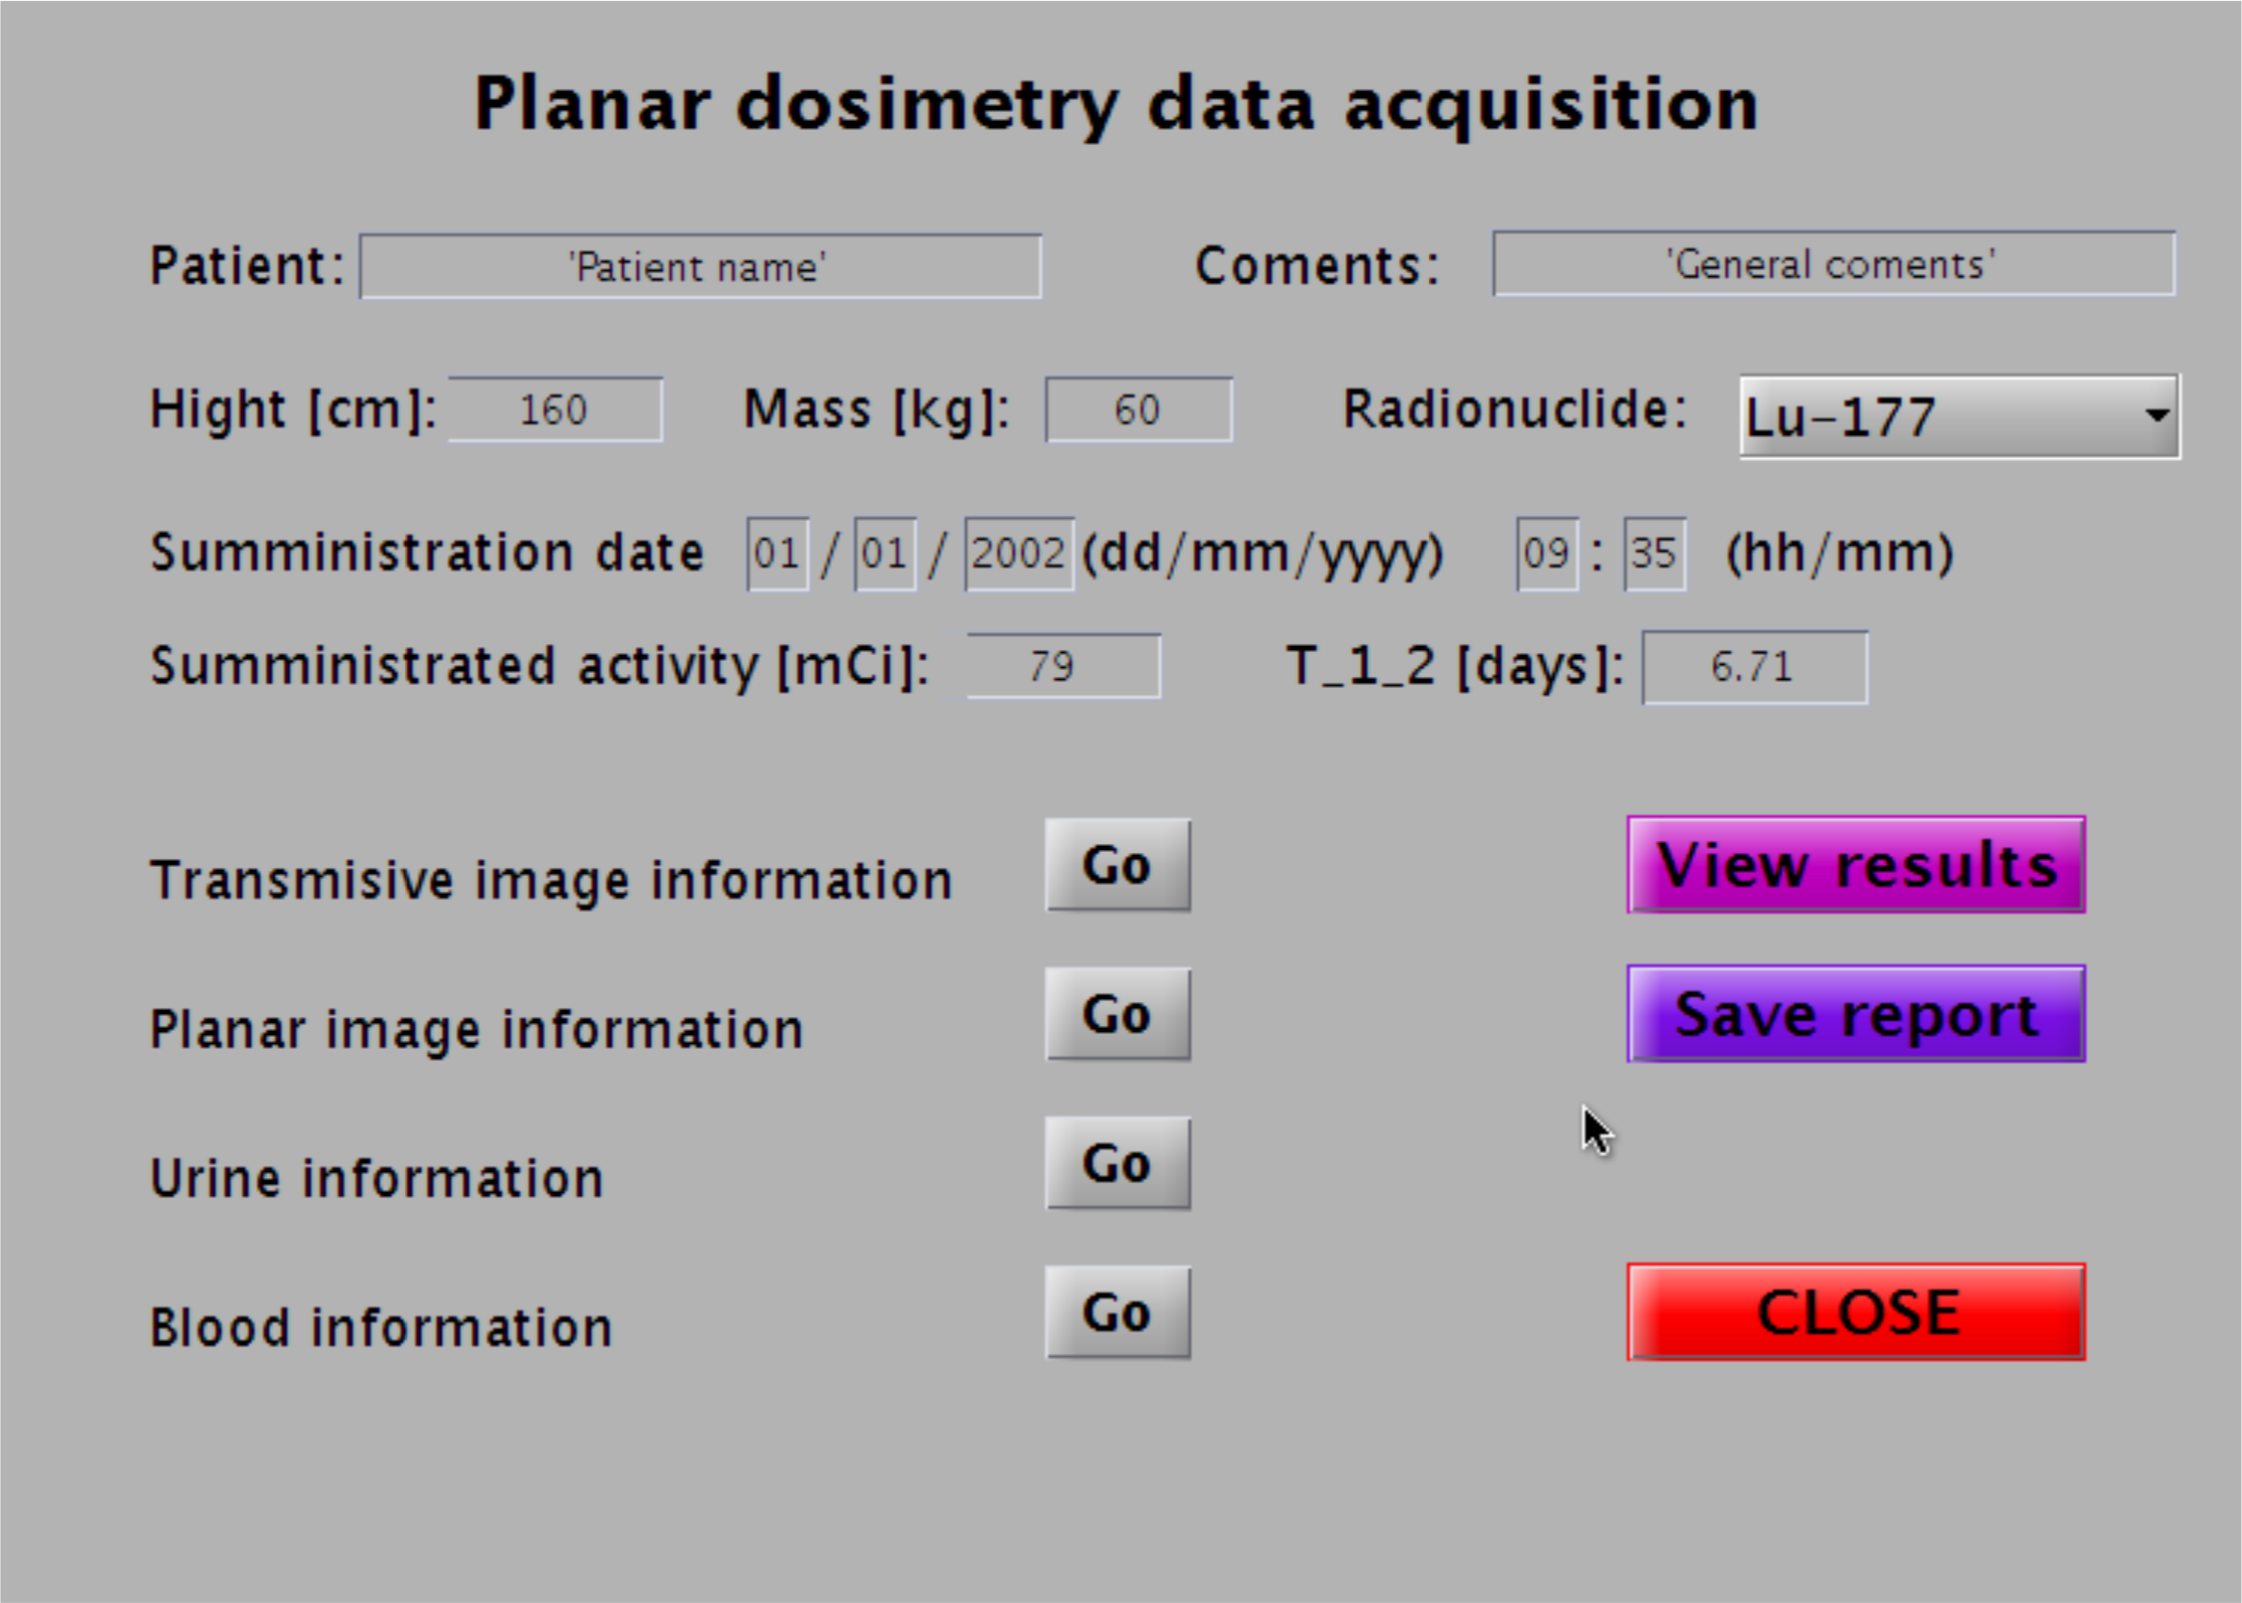 Planar dosimetry data acquisition
Patient: 'Patient name' Coments: 'General coments'
Hight [cm]: 160 Mass [kg]: 60 Radionuclide: Lu-177
Sumministration date 01 / 01 / 2002 (dd/mm/yyyy) 09 : 35 (hh/mm)
Sumministrated activity [mCi]: 79 T_1_2 [days]: 6.71
Transmisive image information Go View results
Planar image information Go Save report
Urine information Go
Blood information Go CLOSE